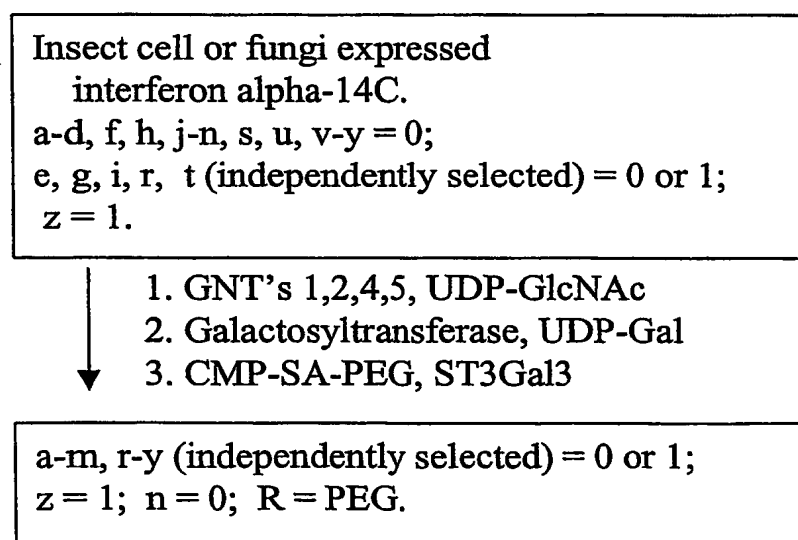 Insect cell or fungi expressed
interferon alpha-14C.
a-d, f, h, j-n, s, u, v-y = 0;
e, g, i, r, t (independently selected) = 0 or 1;
z = 1.
1. GNT's 1,2,4,5, UDP-GlcNAc
2. Galactosyltransferase, UDP-Gal
3. CMP-SA-PEG, ST3Gal3
a-m, r-y (independently selected) = 0 or 1;
z = 1; n = 0; R = PEG.